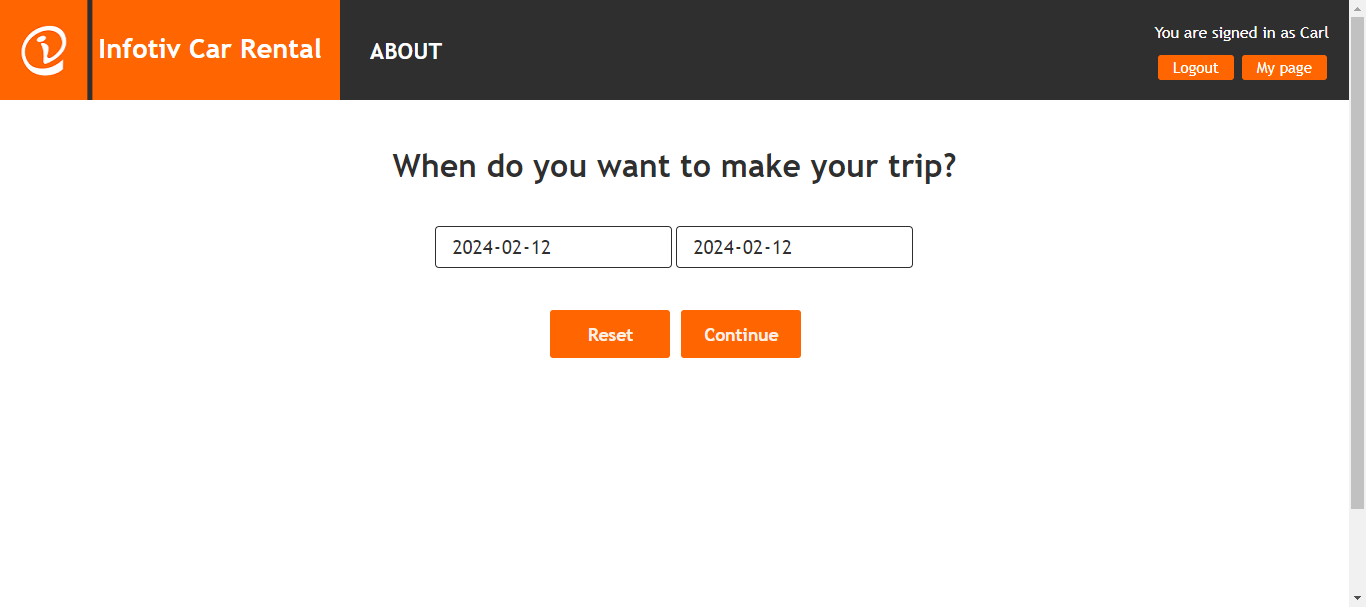 Infotiv Car Rental
ABOUT
You are signed in as Carl
Logout
My page
When do you want to make your trip?
2024-02-12
2024-02-12
Reset
Continue